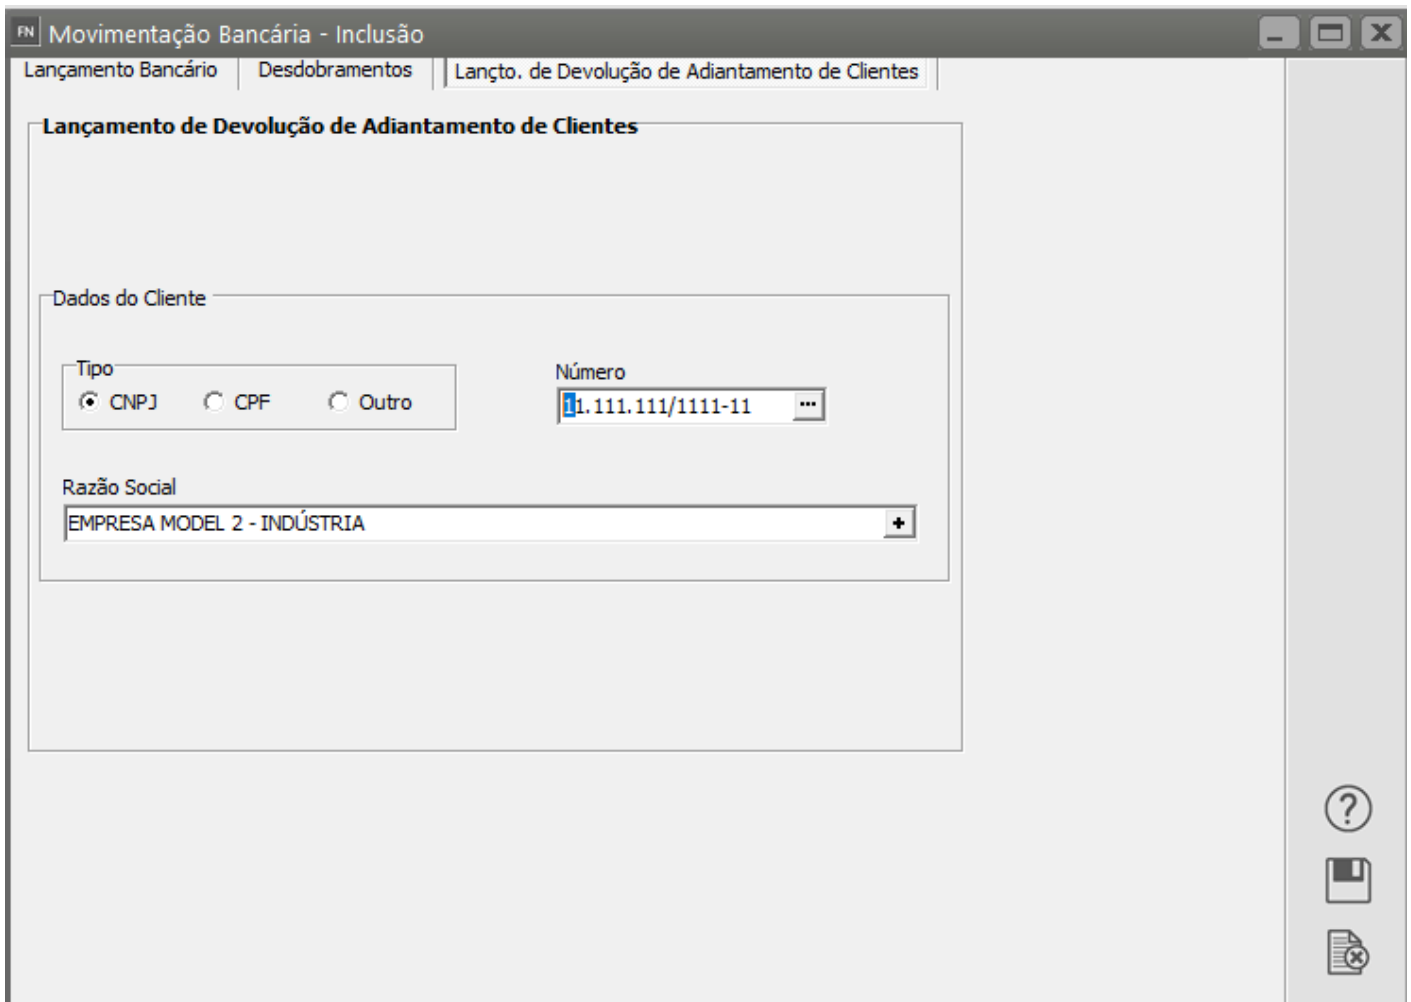 FN Movimentação Bancária - Inclusão
Lançamento Bancário Desdobramentos Lançto. de Devolução de Adiantamento de Clientes
Lançamento de Devolução de Adiantamento de Clientes
Dados do Cliente
Tipo
CNPJ CPF Outro
Número
11.111.111/1111-11 ...
Razão Social
EMPRESA MODEL 2 - INDÚSTRIA +
?